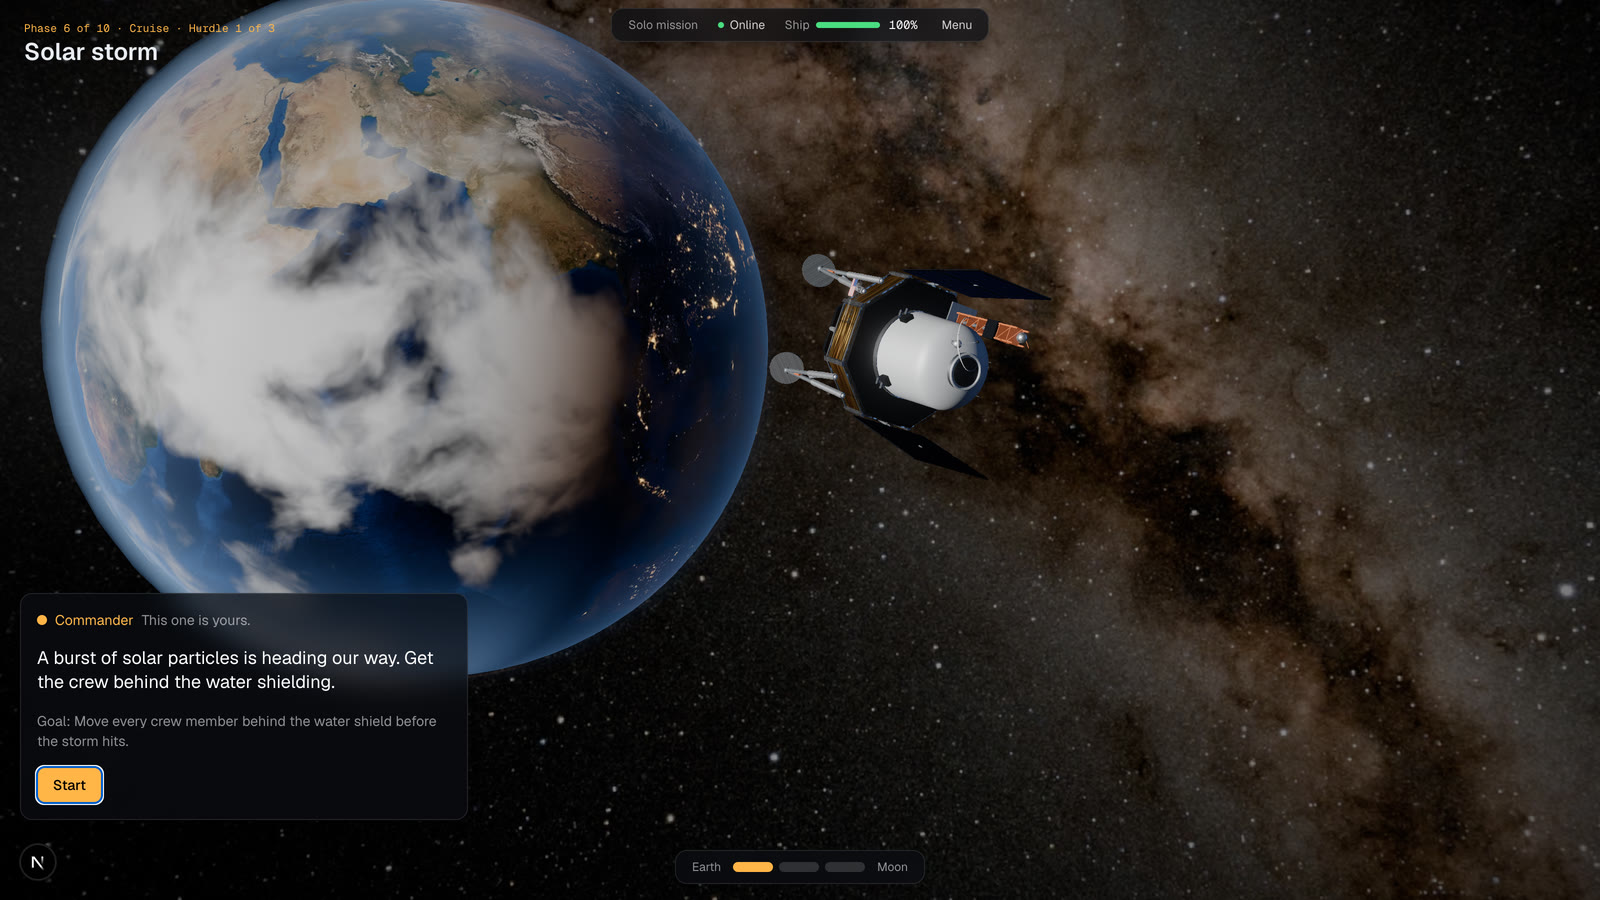 Phase 6 of 10 · Cruise · Hurdle 1 of 3
Solar storm
Solo mission Online Ship 100% Menu
Commander This one is yours.
A burst of solar particles is heading our way. Get
the crew behind the water shielding.
Goal: Move every crew member behind the water shield before
the storm hits.
Start
N
Earth Moon